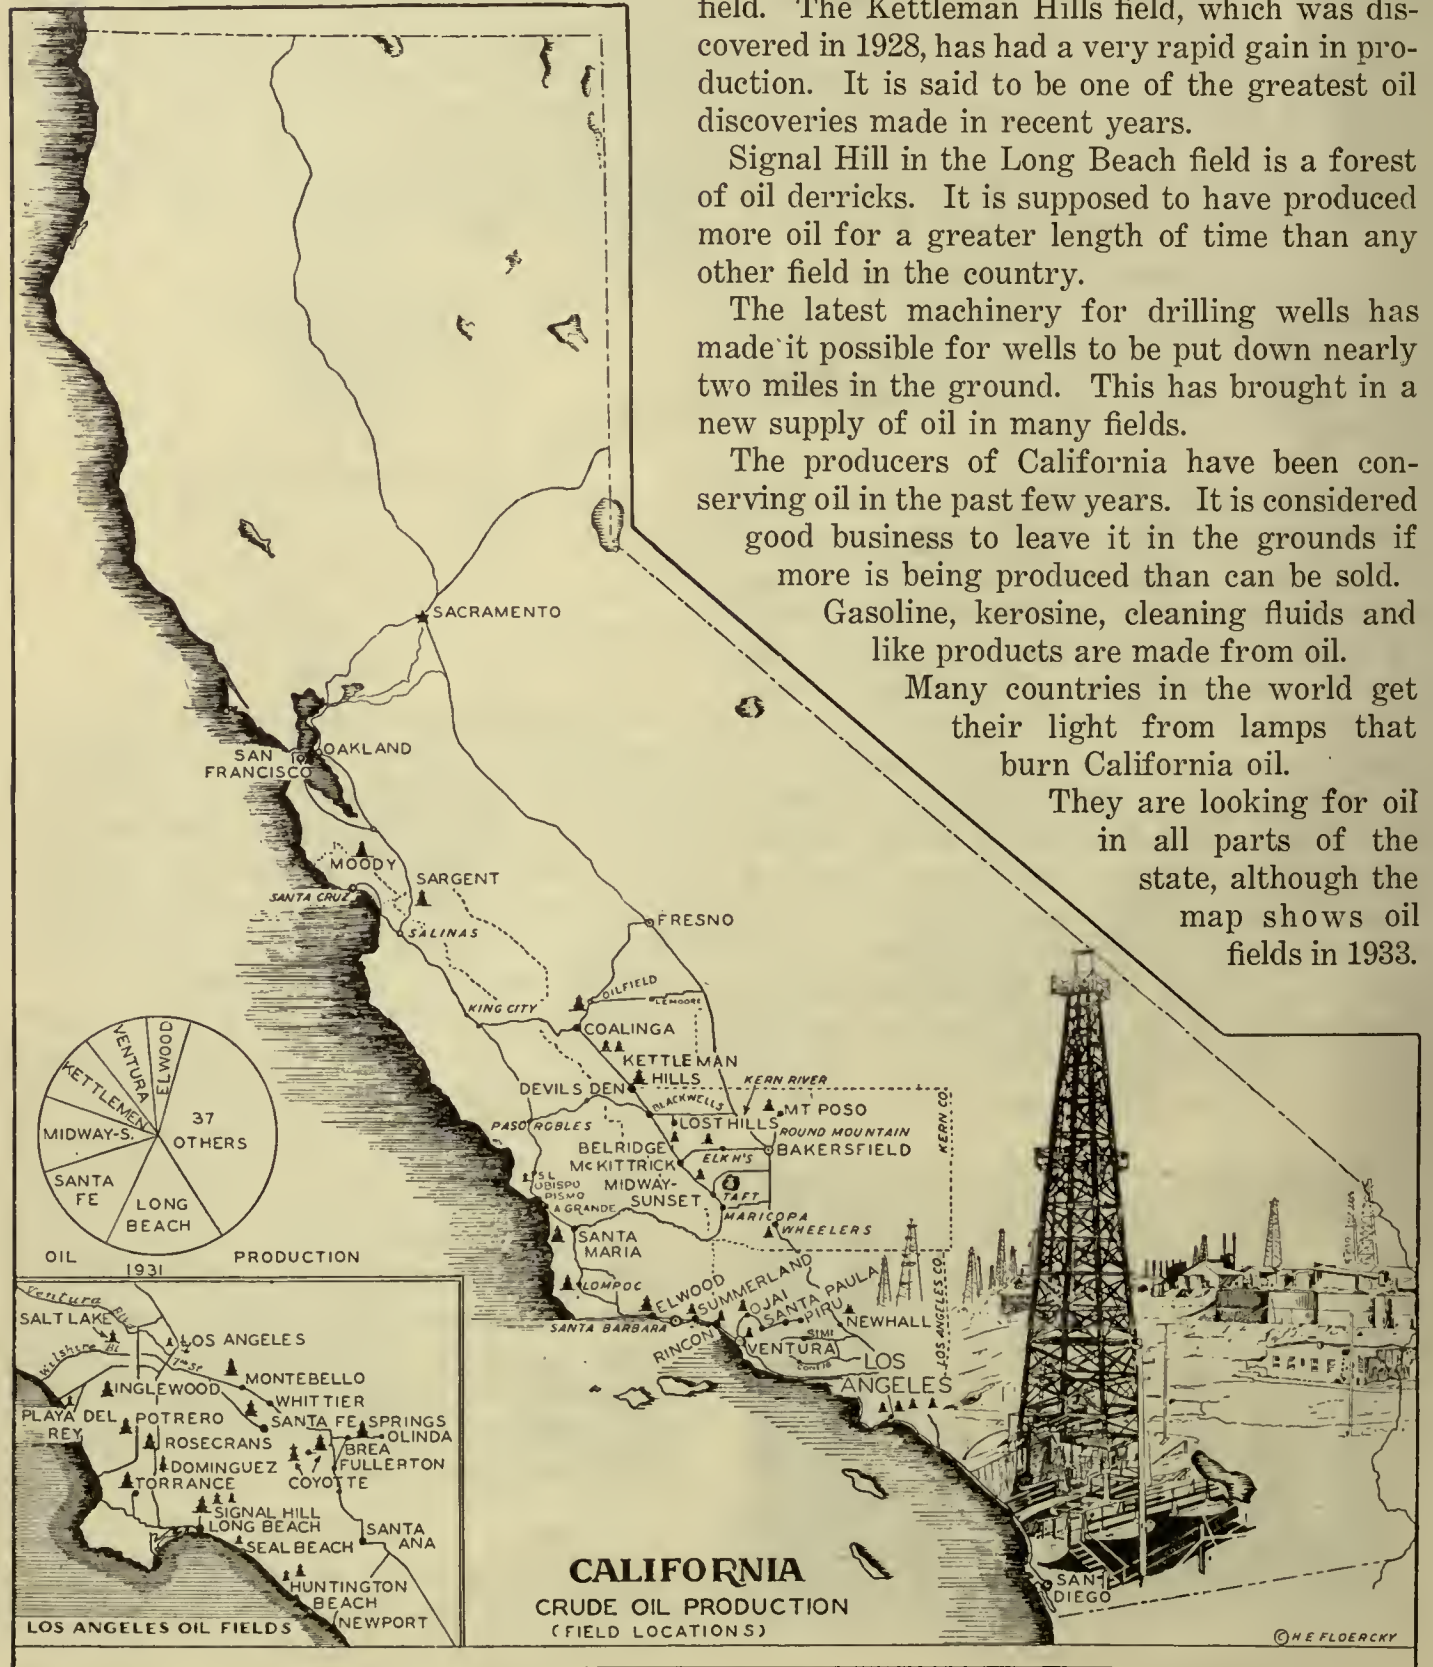 field. The Kettleman Hills field, which was dis-
covered in 1928, has had a very rapid gain in pro-
duction. It is said to be one of the greatest oil
discoveries made in recent years.
Signal Hill in the Long Beach field is a forest
of oil derricks. It is supposed to have produced
more oil for a greater length of time than any
other field in the country.
The latest machinery for drilling wells has
made it possible for wells to be put down nearly
two miles in the ground. This has brought in a
new supply of oil in many fields.
The producers of California have been con-
serving oil in the past few years. It is considered
good business to leave it in the grounds if
more is being produced than can be sold.
Gasoline, kerosine, cleaning fluids and
like products are made from oil.
Many countries in the world get
their light from lamps that
burn California oil.
They are looking for oil
in all parts of the
state, although the
map shows oil
fields in 1933.
SACRAMENTO
OAKLAND
SAN
FRANCISCO
MOODY
SARGENT
SANTA CRUZ
SALINAS
FRESNO
OILFIELD
LEMOORE
KING CITY
COALINGA
KETTLEMAN
HILLS
DEVILS DEN
KERN RIVER
BLACKWELLS
MT POSO
PASO ROBLES
LOST HILLS
ROUND MOUNTAIN
BELRIDGE
BAKERSFIELD
KERN CO.
ELK H'S
McKITTRICK
S L
OBISPO
MIDWAY-
SUNSET
PISMO
TAFT
A GRANDE
MARICOPA
WHEELERS
SANTA
MARIA
LOMPOC
ELWOOD
SUMMERLAND
OJAI
SANTA PAULA
PIRU
NEWHALL
LOS ANGELES CO.
SANTA BARBARA
RINCON
VENTURA
SIMI
CONEJO
LOS
ANGELES
SAN
DIEGO
ELWOOD
VENTURA
KETTLEMEN
MIDWAY-S.
SANTA
FE
LONG
BEACH
37
OTHERS
OIL PRODUCTION
1931
Ventura Blvd
SALT LAKE
LOS ANGELES
Wilshire Bl
7th St
MONTEBELLO
INGLEWOOD
WHITTIER
PLAYA DEL
REY
POTRERO
SANTA FE SPRINGS
OLINDA
ROSECRANS
BREA
DOMINGUEZ
FULLERTON
TORRANCE
COYOTTE
SIGNAL HILL
LONG BEACH
SANTA
ANA
SEAL BEACH
HUNTINGTON
BEACH
NEWPORT
LOS ANGELES OIL FIELDS
CALIFORNIA
CRUDE OIL PRODUCTION
(FIELD LOCATIONS)
© H E FLOERCKY